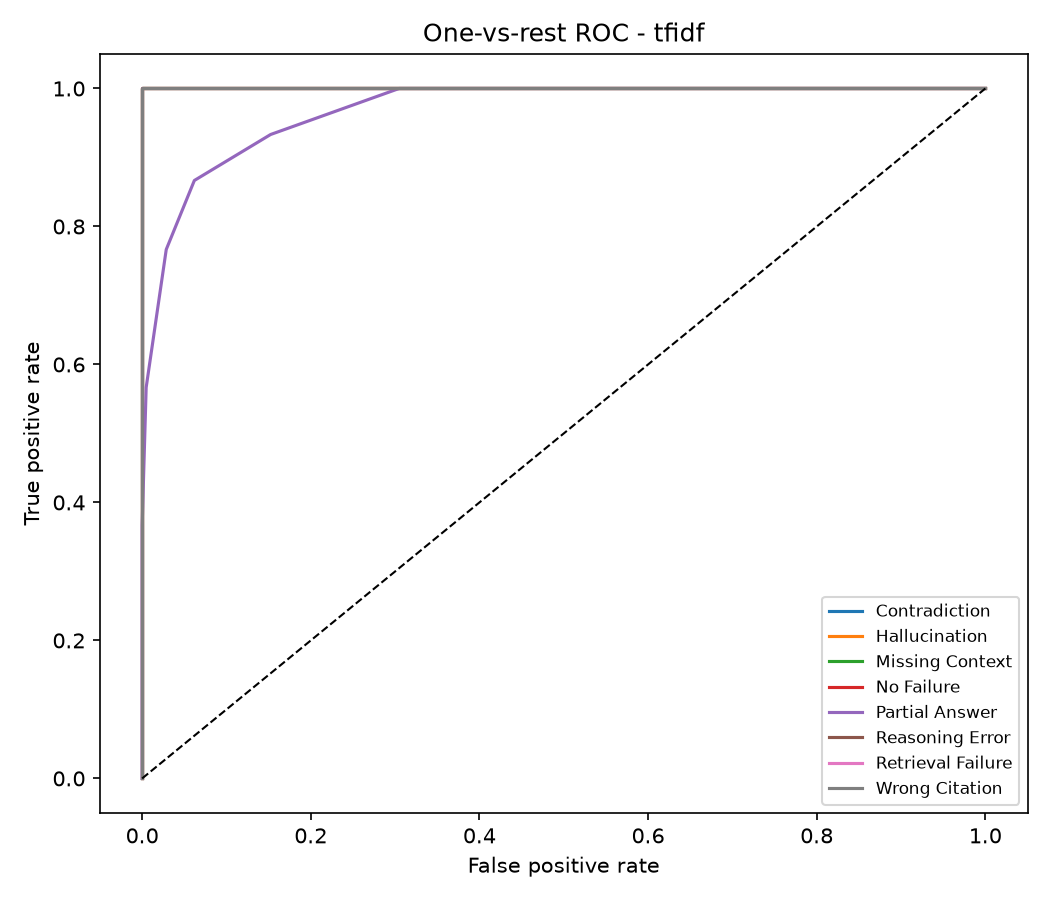 One-vs-rest ROC - tfidf
True positive rate
1.0
0.8
0.6
0.4
0.2
0.0
0.0 0.2 0.4 0.6 0.8 1.0
False positive rate
Contradiction
Hallucination
Missing Context
No Failure
Partial Answer
Reasoning Error
Retrieval Failure
Wrong Citation